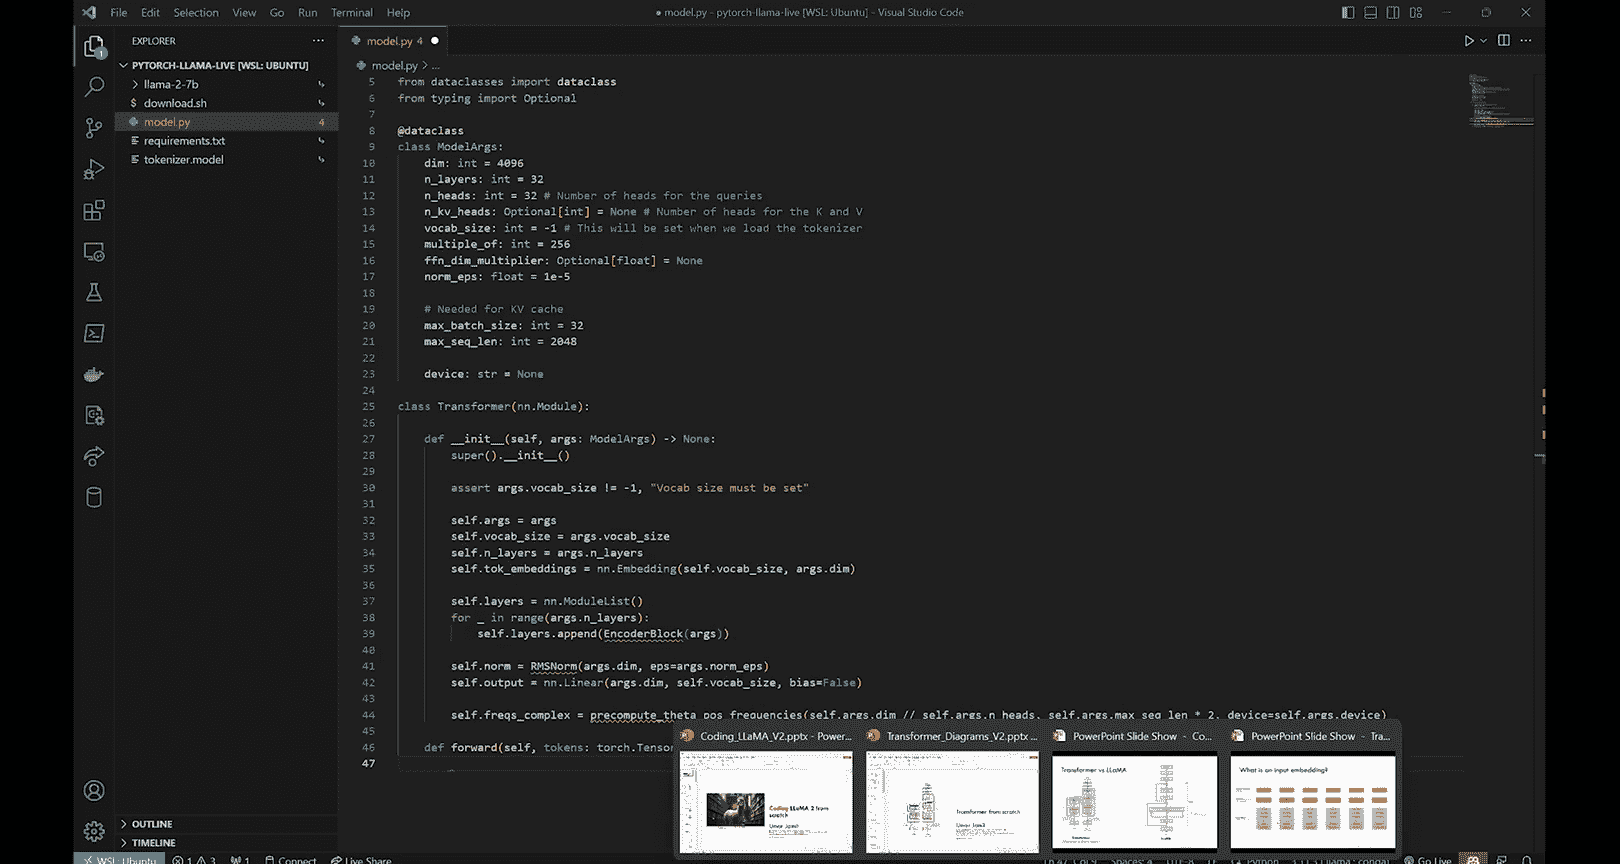 File Edit Selection View Go Run Terminal Help
model.py - pytorch-llama-live [WSL: Ubuntu] - Visual Studio Code
EXPLORER
PYTORCH-LLAMA-LIVE [WSL: UBUNTU]
llama-2-7b
$ download.sh
model.py 4
requirements.txt
tokenizer.model
OUTLINE
TIMELINE
model.py 4
model.py > ...
5 from dataclasses import dataclass
6 from typing import Optional
7
8 @dataclass
9 class ModelArgs:
10 dim: int = 4096
11 n_layers: int = 32
12 n_heads: int = 32 # Number of heads for the queries
13 n_kv_heads: Optional[int] = None # Number of heads for the K and V
14 vocab_size: int = -1 # This will be set when we load the tokenizer
15 multiple_of: int = 256
16 ffn_dim_multiplier: Optional[float] = None
17 norm_eps: float = 1e-5
18
19 # Needed for KV cache
20 max_batch_size: int = 32
21 max_seq_len: int = 2048
22
23 device: str = None
24
25 class Transformer(nn.Module):
26
27 def __init__(self, args: ModelArgs) -> None:
28 super().__init__()
29
30 assert args.vocab_size != -1, "Vocab size must be set"
31
32 self.args = args
33 self.vocab_size = args.vocab_size
34 self.n_layers = args.n_layers
35 self.tok_embeddings = nn.Embedding(self.vocab_size, args.dim)
36
37 self.layers = nn.ModuleList()
38 for _ in range(args.n_layers):
39 self.layers.append(EncoderBlock(args))
40
41 self.norm = RMSNorm(args.dim, eps=args.norm_eps)
42 self.output = nn.Linear(args.dim, self.vocab_size, bias=False)
43
44 self.freqs_complex = precompute_theta_pos_frequencies(self.args.dim // self.args.n_heads, self.args.max_seq_len * 2, device=self.args.device)
45
46 def forward(self, tokens: torch.Tensor
47
Coding_LLaMA_V2.pptx - Power...
Transformer_Diagrams_V2.pptx ...
PowerPoint Slide Show - Co...
PowerPoint Slide Show - Tra...
Coding LLaMA 2 from scratch
Umar Jamil
Transformer from scratch
Umar Jamil
Transformer vs LLaMA
What is an input embedding?
WSL: Ubuntu 1 3 1 Connect Live Share
Python
Go Live